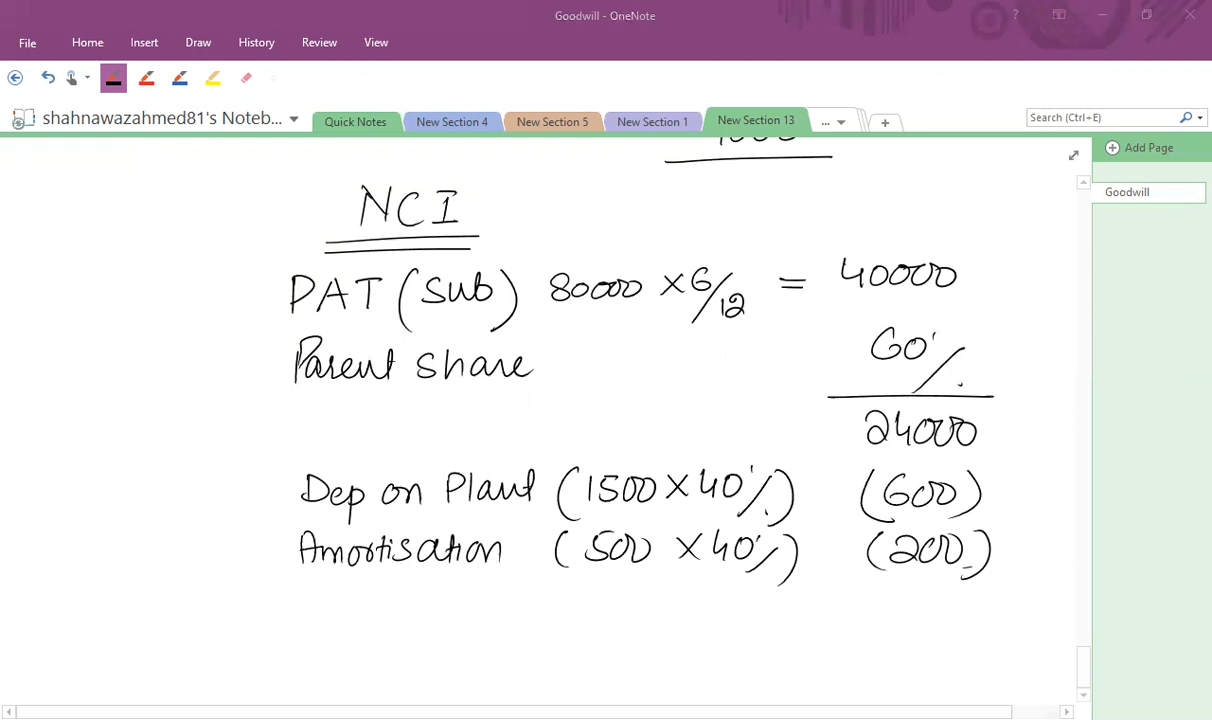 Goodwill - OneNote
?
File Home Insert Draw History Review View
shahnawazahmed81's Noteb... Quick Notes New Section 4 New Section 5 New Section 1 New Section 13 ... + Search (Ctrl+E)
Add Page
Goodwill
NCI
PAT (Sub) 80000 × 6/12 = 40000
Parent share 60%
24000
Dep on Plant (1500 × 40%) (600)
Amortisation (500 × 40%) (200)